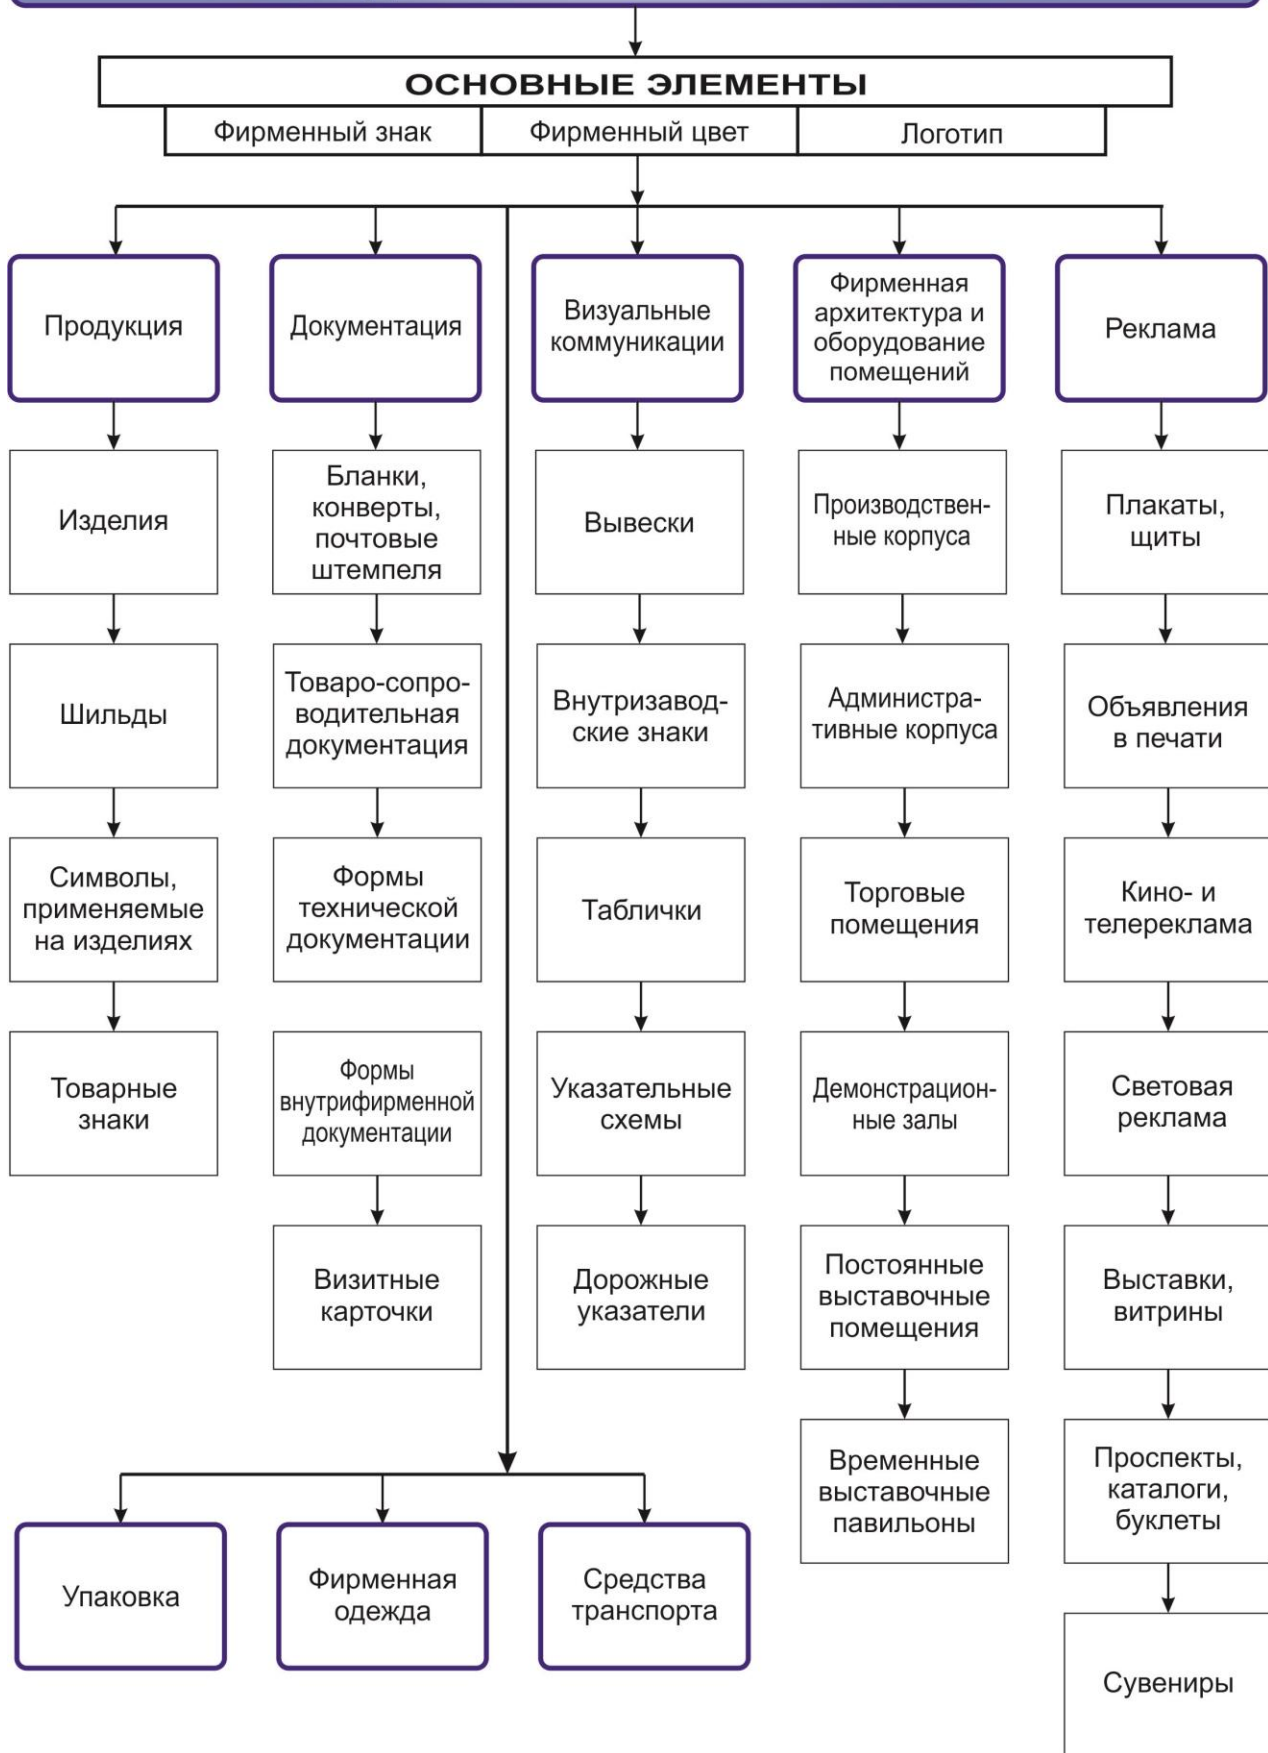 ОСНОВНЫЕ ЭЛЕМЕНТЫ
Фирменный знак
Фирменный цвет
Логотип
Продукция
Документация
Визуальные
коммуникации
Фирменная
архитектура и
оборудование
помещений
Реклама
Изделия
Бланки,
конверты,
почтовые
штемпеля
Вывески
Производствен-
ные корпуса
Плакаты,
щиты
Шильды
Товаро-сопро-
водительная
документация
Внутризавод-
ские знаки
Администра-
тивные корпуса
Объявления
в печати
Символы,
применяемые
на изделиях
Формы
технической
документации
Таблички
Торговые
помещения
Кино- и
телереклама
Товарные
знаки
Формы
внутрифирменной
документации
Указательные
схемы
Демонстрацион-
ные залы
Световая
реклама
Визитные
карточки
Дорожные
указатели
Постоянные
выставочные
помещения
Выставки,
витрины
Временные
выставочные
павильоны
Проспекты,
каталоги,
буклеты
Упаковка
Фирменная
одежда
Средства
транспорта
Сувениры